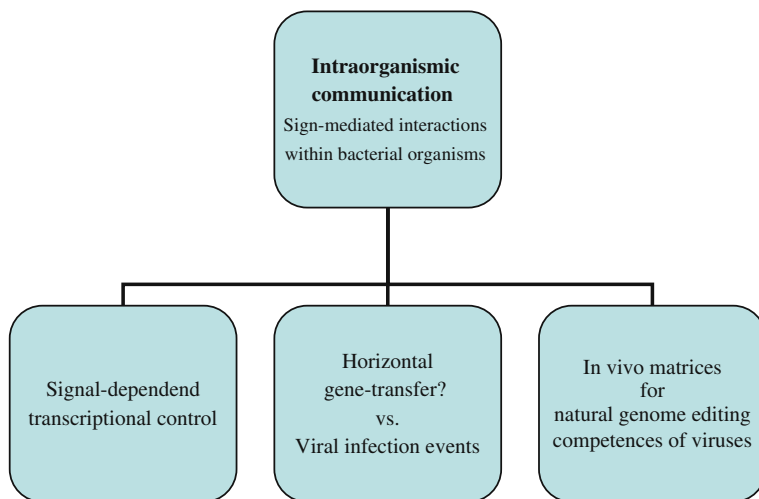 Intraorganismic
communication
Sign-mediated interactions
within bacterial organisms
Signal-dependend
transcriptional control
Horizontal
gene-transfer?
vs.
Viral infection events
In vivo matrices
for
natural genome editing
competences of viruses